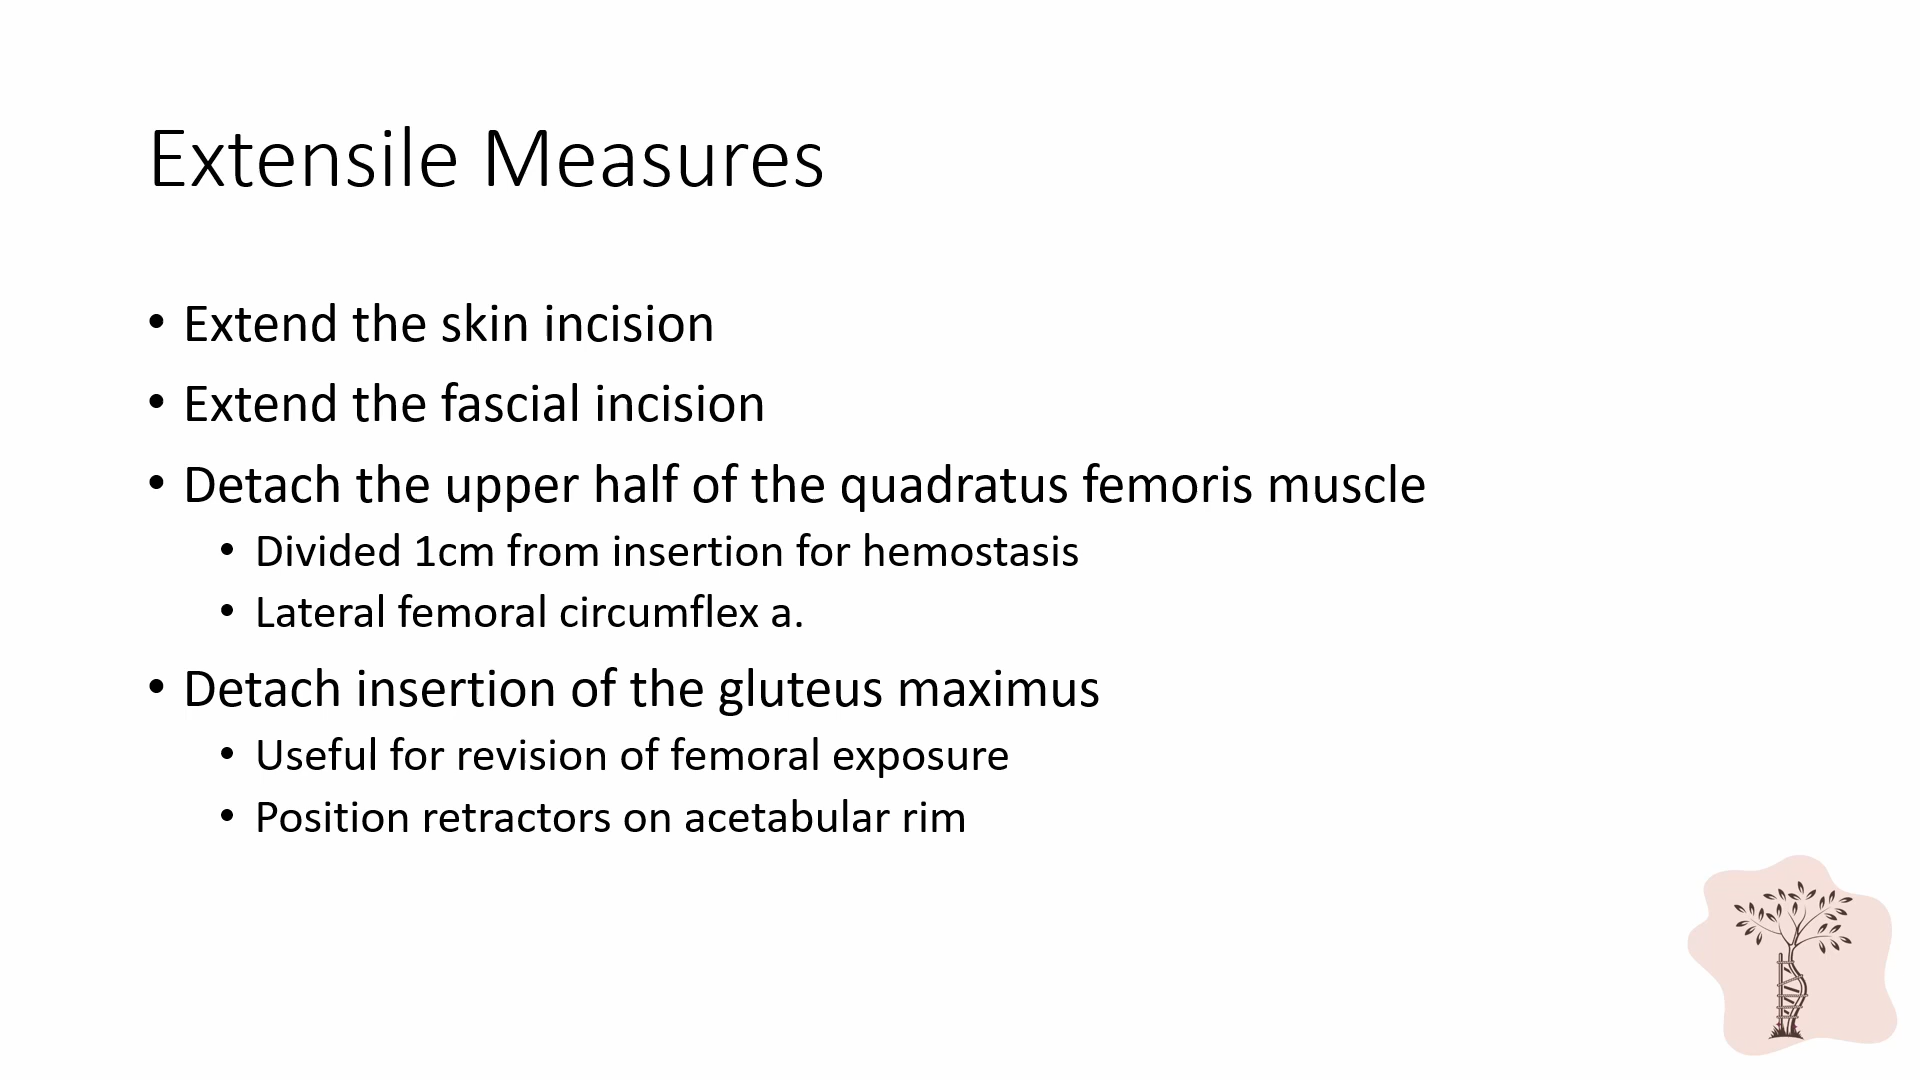 Extensile Measures
• Extend the skin incision
• Extend the fascial incision
• Detach the upper half of the quadratus femoris muscle
• Divided 1cm from insertion for hemostasis
• Lateral femoral circumflex a.
• Detach insertion of the gluteus maximus
• Useful for revision of femoral exposure
• Position retractors on acetabular rim